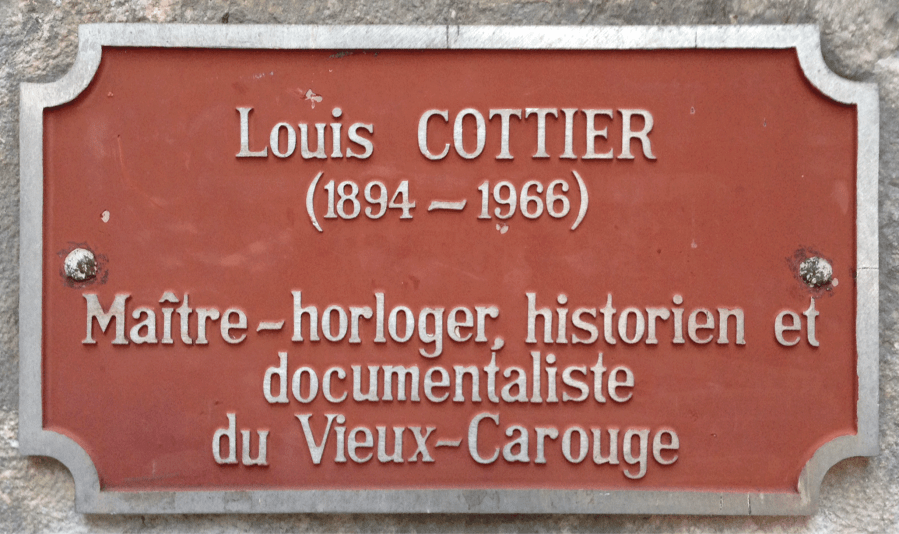 Louis COTTIER
(1894 - 1966)
Maître-horloger, historien et
documentaliste
du Vieux-Carouge